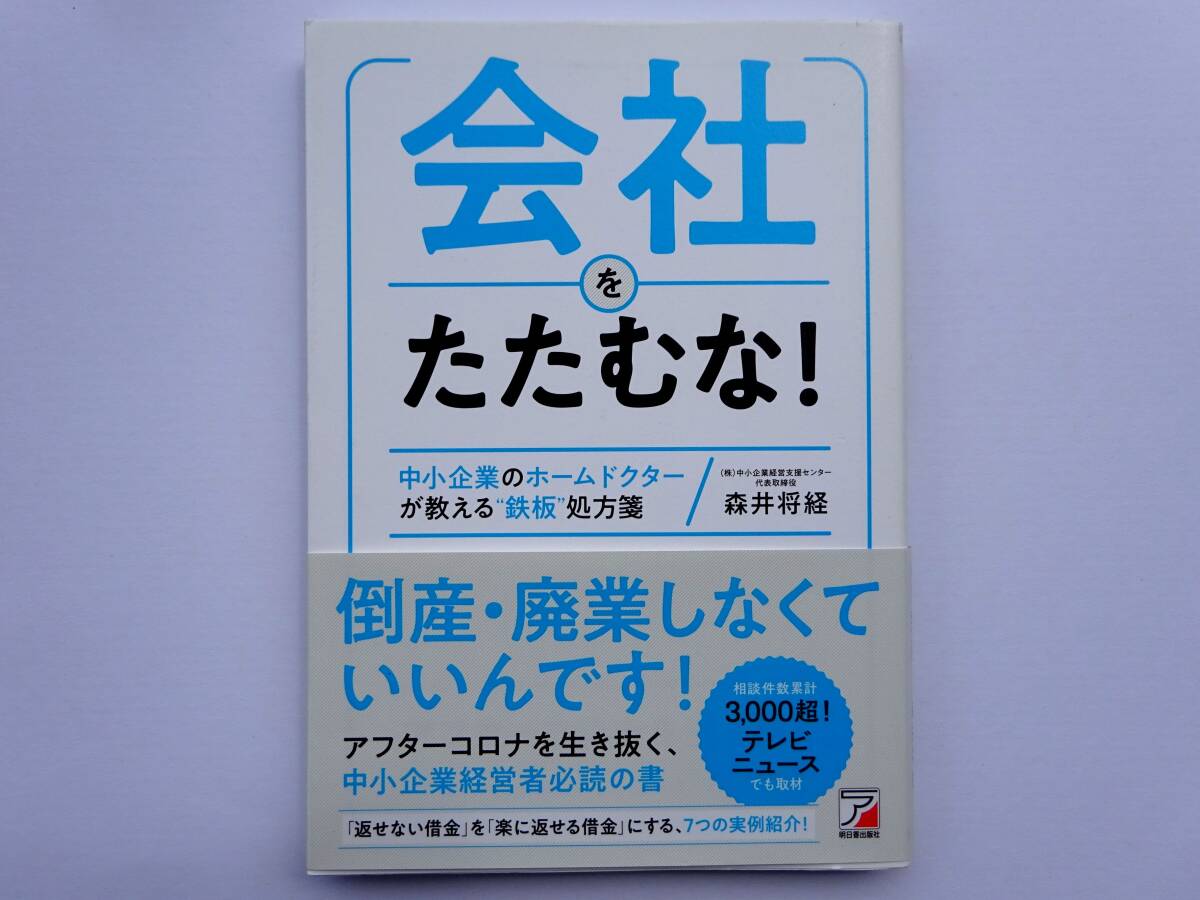 会社
を
たたむな!
中小企業のホームドクター
が教える“鉄板”処方箋
(株)中小企業経営支援センター
代表取締役
森井将経
倒産・廃業しなくて
いいんです!
アフターコロナを生き抜く、
中小企業経営者必読の書
相談件数累計
3,000超!
テレビ
ニュース
でも取材
「返せない借金」を「楽に返せる借金」にする、7つの実例紹介!
ア
明日香出版社